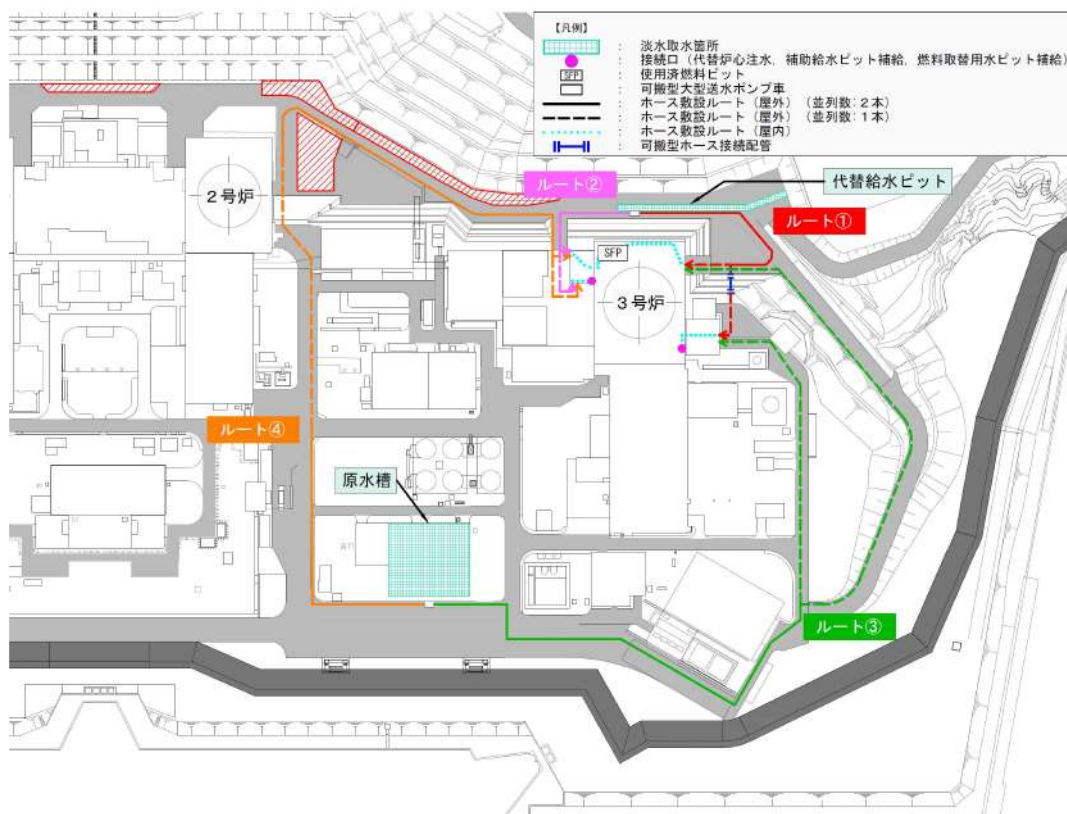 【凡例】
： 淡水取水箇所
： 接続口（代替炉心注水，補助給水ピット補給，燃料取替用水ピット補給）
SFP ： 使用済燃料ピット
： 可搬型大型送水ポンプ車
： ホース敷設ルート（屋外）（並列数：2本）
： ホース敷設ルート（屋外）（並列数：1本）
： ホース敷設ルート（屋内）
： 可搬型ホース接続配管
ルート②
代替給水ピット
2号炉
ルート①
SFP
3号炉
ルート④
原水槽
ルート③